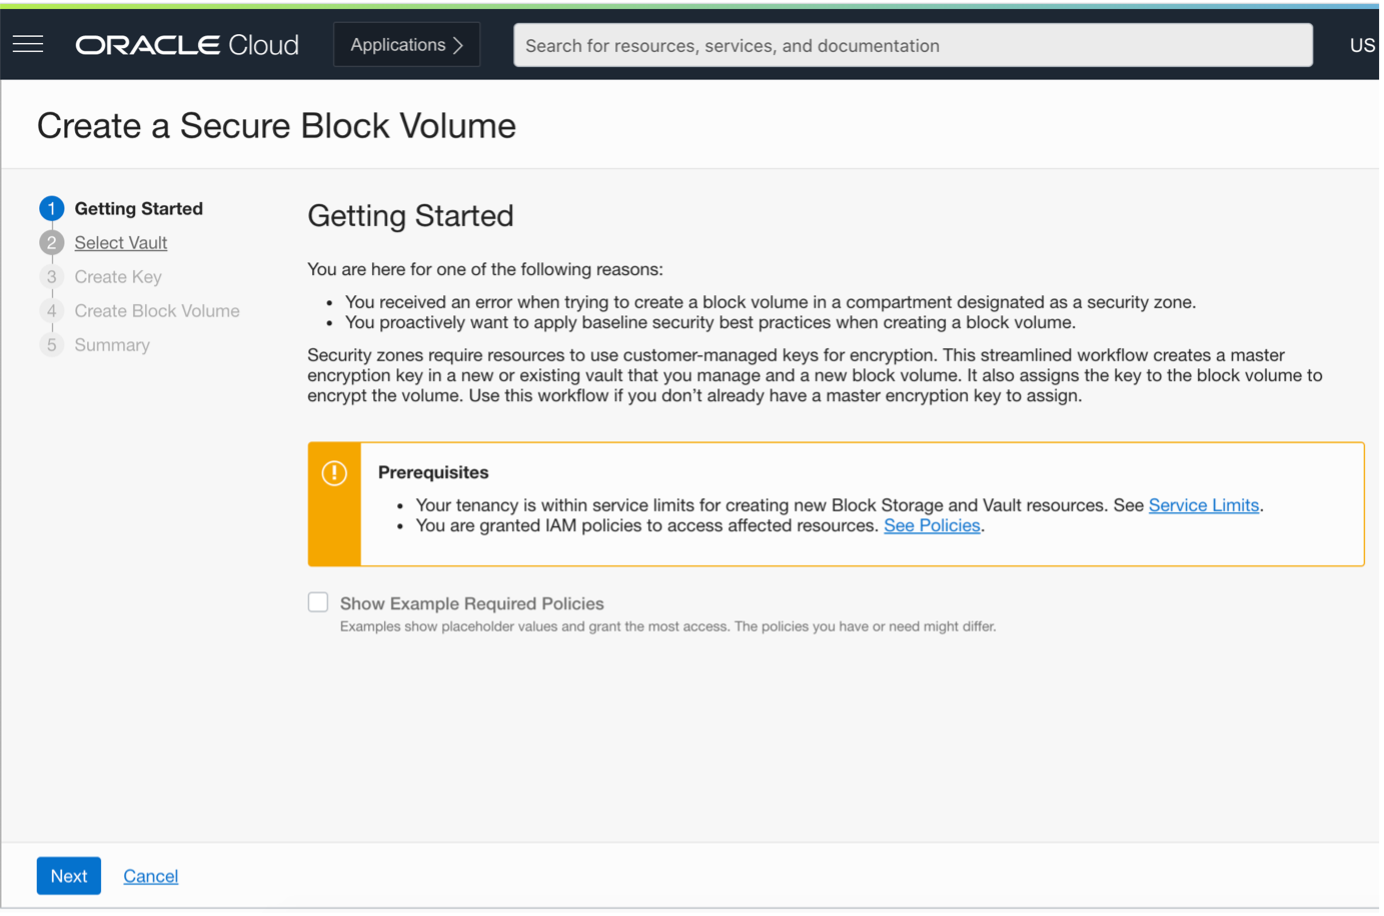 ORACLE Cloud
Applications
Search for resources, services, and documentation
US
Create a Secure Block Volume
1 Getting Started
2 Select Vault
3 Create Key
4 Create Block Volume
5 Summary
Getting Started
You are here for one of the following reasons:
• You received an error when trying to create a block volume in a compartment designated as a security zone.
• You proactively want to apply baseline security best practices when creating a block volume.
Security zones require resources to use customer-managed keys for encryption. This streamlined workflow creates a master
encryption key in a new or existing vault that you manage and a new block volume. It also assigns the key to the block volume to
encrypt the volume. Use this workflow if you don’t already have a master encryption key to assign.
Prerequisites
• Your tenancy is within service limits for creating new Block Storage and Vault resources. See Service Limits.
• You are granted IAM policies to access affected resources. See Policies.
Show Example Required Policies
Examples show placeholder values and grant the most access. The policies you have or need might differ.
Next
Cancel